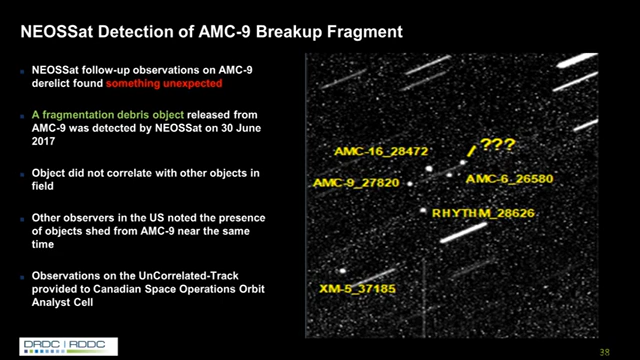 NEOSSat Detection of AMC-9 Breakup Fragment
NEOSSat follow-up observations on AMC-9
derelict found something unexpected
A fragmentation debris object released from
AMC-9 was detected by NEOSSat on 30 June
2017
Object did not correlate with other objects in
field
Other observers in the US noted the presence
of objects shed from AMC-9 near the same
time
Observations on the UnCorrelated-Track
provided to Canadian Space Operations Orbit
Analyst Cell
???
AMC-16_28472
AMC-6_26580
AMC-9_27820
RHYTHM_28626
XM-5_37185
DRDC | RDDC
38